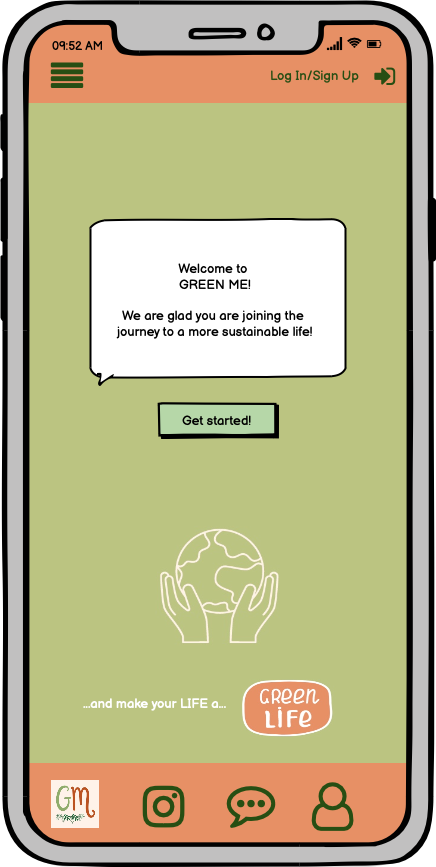 09:52 AM
Log In/Sign Up
Welcome to
GREEN ME!
We are glad you are joining the
journey to a more sustainable life!
Get started!
...and make your LIFE a...
GREEN
LiFe
GM